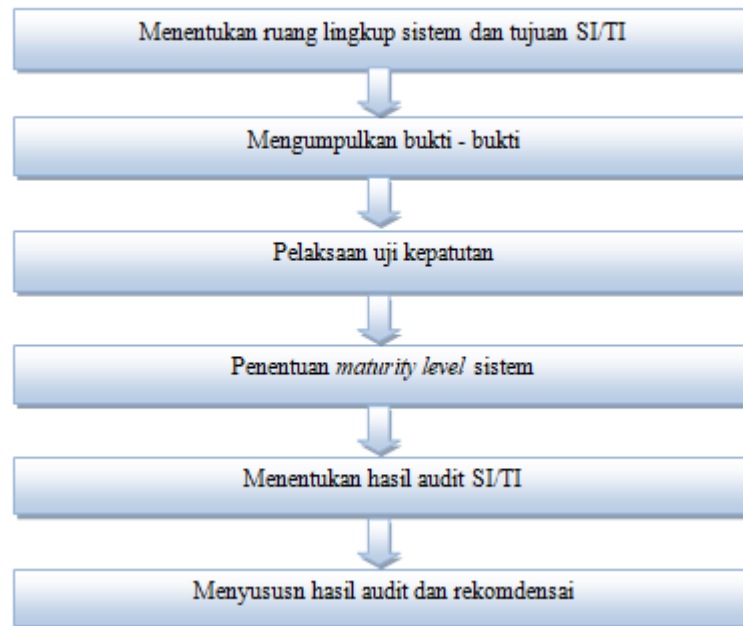 Menentukan ruang lingkup sistem dan tujuan SI/TI
Mengumpulkan bukti - bukti
Pelaksaan uji kepatutan
Penentuan maturity level sistem
Menentukan hasil audit SI/TI
Menyususn hasil audit dan rekomdensai